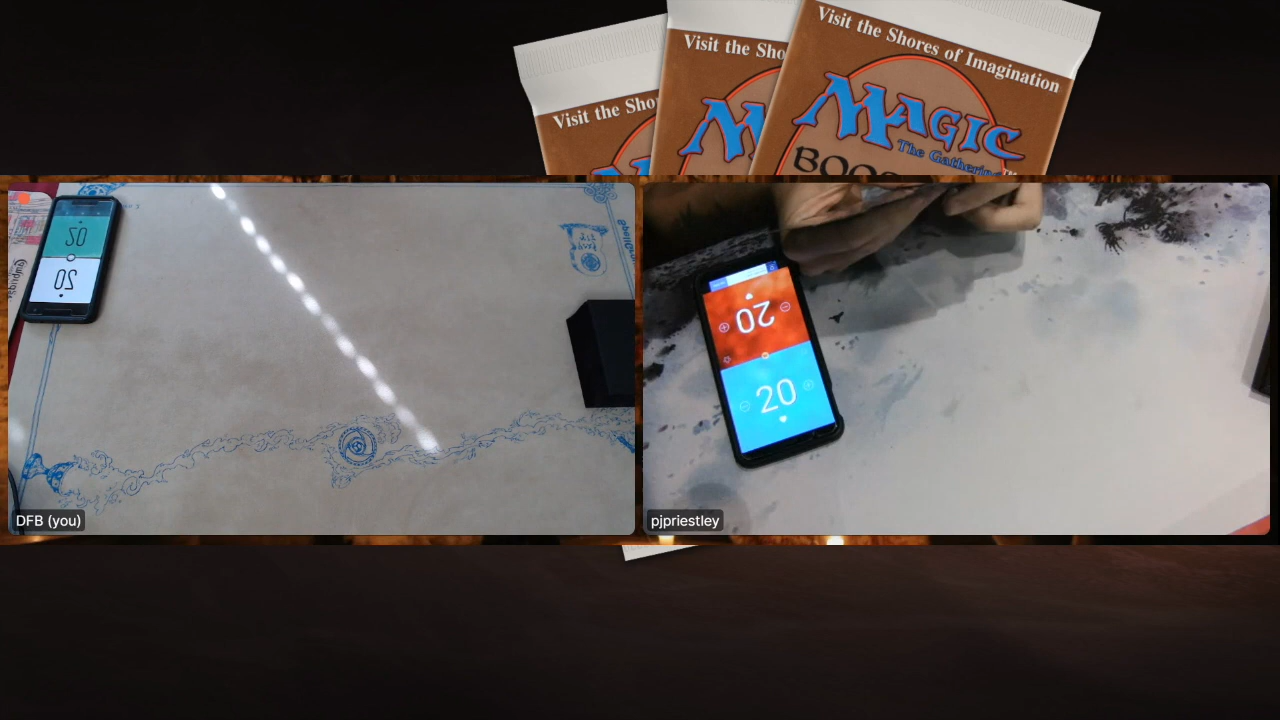 Visit the Shores of Imagination
Visit the Sho
Visit the Sho
MAGIC
The Gathering
BOO
M
20
20
20
20
DFB (you)
pjpriestley